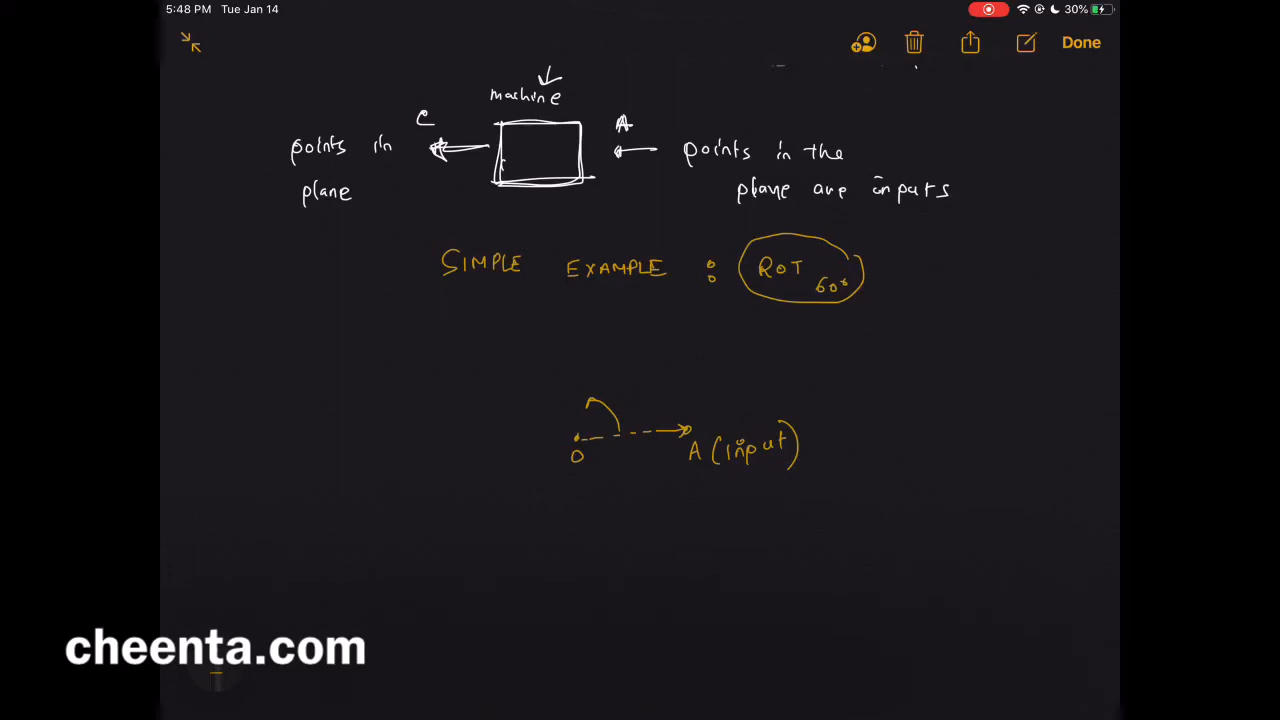 5:48 PM Tue Jan 14
30%
Done
machine
C
A
points in
plane
points in the
plane are inputs
SIMPLE EXAMPLE : ROT 60°
O
A (input)
cheenta.com